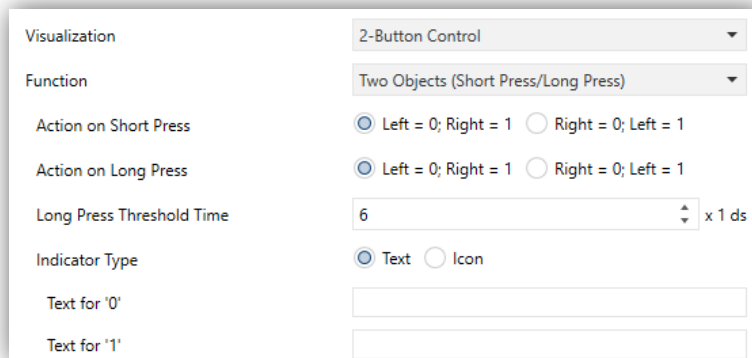 Visualization 2-Button Control
Function Two Objects (Short Press/Long Press)
Action on Short Press Left = 0; Right = 1 Right = 0; Left = 1
Action on Long Press Left = 0; Right = 1 Right = 0; Left = 1
Long Press Threshold Time 6 x 1 ds
Indicator Type Text Icon
Text for '0'
Text for '1'